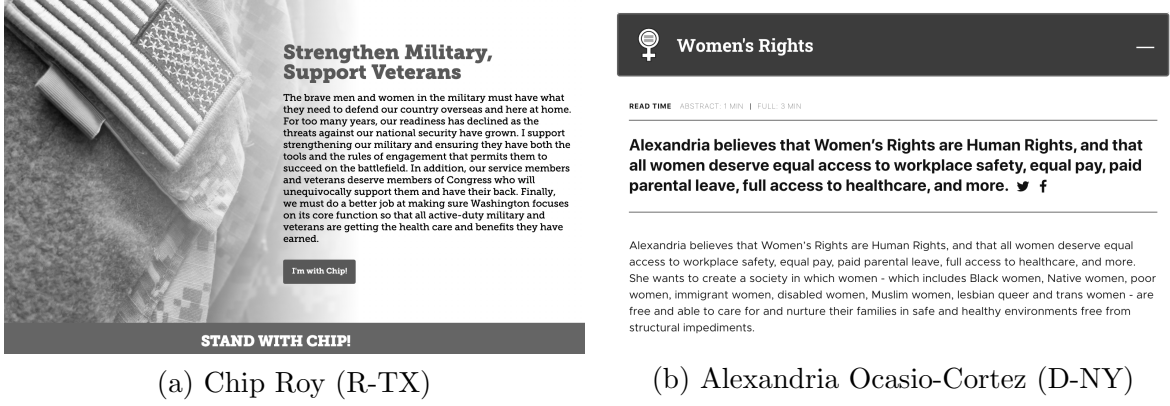 Strengthen Military,
Support Veterans
The brave men and women in the military must have what
they need to defend our country overseas and here at home.
For too many years, our readiness has declined as the
threats against our national security have grown. I support
strengthening our military and ensuring they have both the
tools and the rules of engagement that permits them to
succeed on the battlefield. In addition, our service members
and veterans deserve members of Congress who will
unequivocally support them and have their back. Finally,
we must do a better job at making sure Washington focuses
on its core function so that all active-duty military and
veterans are getting the health care and benefits they have
earned.
I'm with Chip!
STAND WITH CHIP!
(a) Chip Roy (R-TX)
Women's Rights
READ TIME ABSTRACT: 1 MIN | FULL: 3 MIN
Alexandria believes that Women's Rights are Human Rights, and that
all women deserve equal access to workplace safety, equal pay, paid
parental leave, full access to healthcare, and more.
Alexandria believes that Women's Rights are Human Rights, and that all women deserve equal
access to workplace safety, equal pay, paid parental leave, full access to healthcare, and more.
She wants to create a society in which women - which includes Black women, Native women, poor
women, immigrant women, disabled women, Muslim women, lesbian queer and trans women - are
free and able to care for and nurture their families in safe and healthy environments free from
structural impediments.
(b) Alexandria Ocasio-Cortez (D-NY)